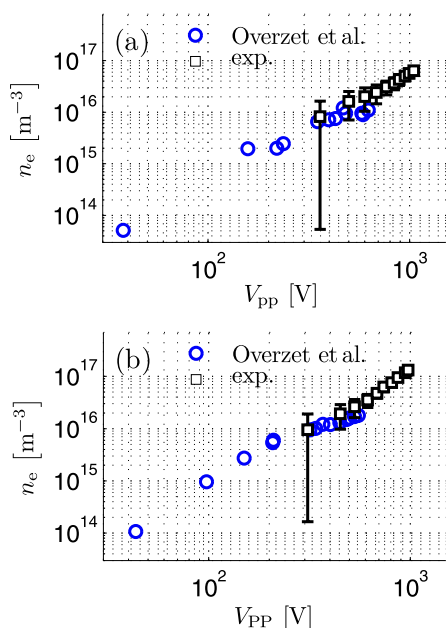 (a)
Overzet et al.
exp.
10^17
10^16
10^15
10^14
n_e [m^−3]
10^2
10^3
V_pp [V]
(b)
Overzet et al.
exp.
10^17
10^16
10^15
10^14
n_e [m^−3]
10^2
10^3
V_PP [V]